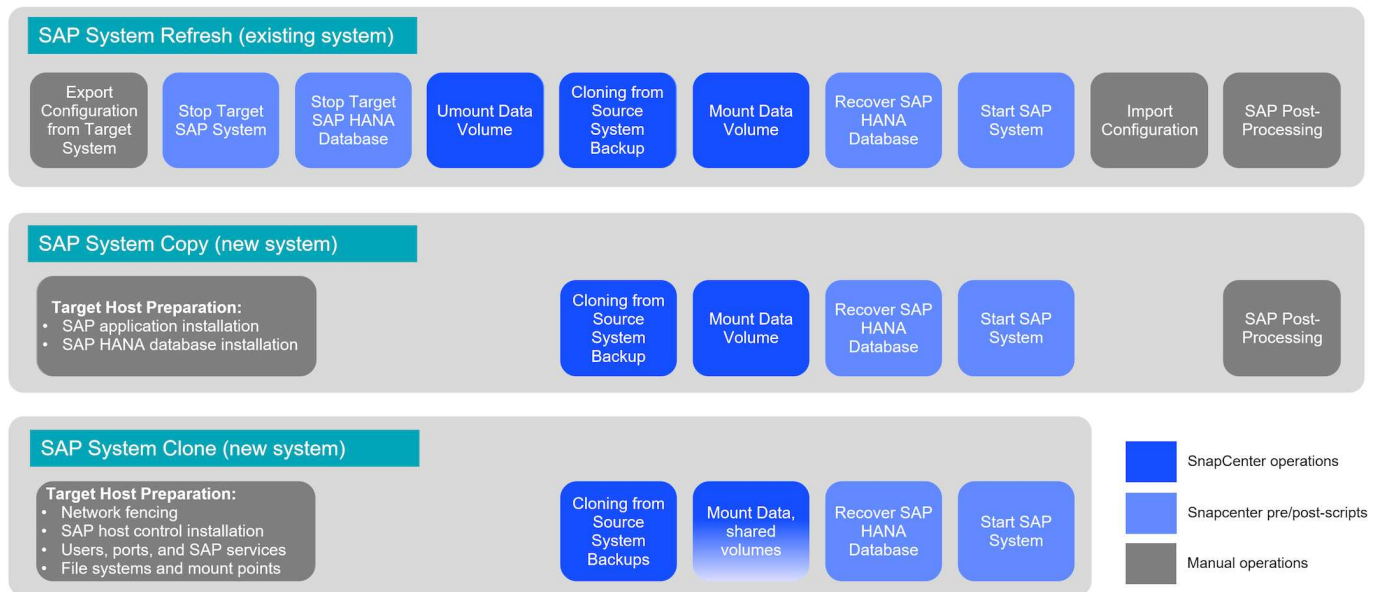 SAP System Refresh (existing system)
Export
Configuration
from Target
System
Stop Target
SAP System
Stop Target
SAP HANA
Database
Umount Data
Volume
Cloning from
Source
System
Backup
Mount Data
Volume
Recover SAP
HANA
Database
Start SAP
System
Import
Configuration
SAP Post-
Processing
SAP System Copy (new system)
Target Host Preparation:
• SAP application installation
• SAP HANA database installation
Cloning from
Source
System
Backup
Mount Data
Volume
Recover SAP
HANA
Database
Start SAP
System
SAP Post-
Processing
SAP System Clone (new system)
Target Host Preparation:
• Network fencing
• SAP host control installation
• Users, ports, and SAP services
• File systems and mount points
Cloning from
Source
System
Backups
Mount Data,
shared
volumes
Recover SAP
HANA
Database
Start SAP
System
SnapCenter operations
Snapcenter pre/post-scripts
Manual operations